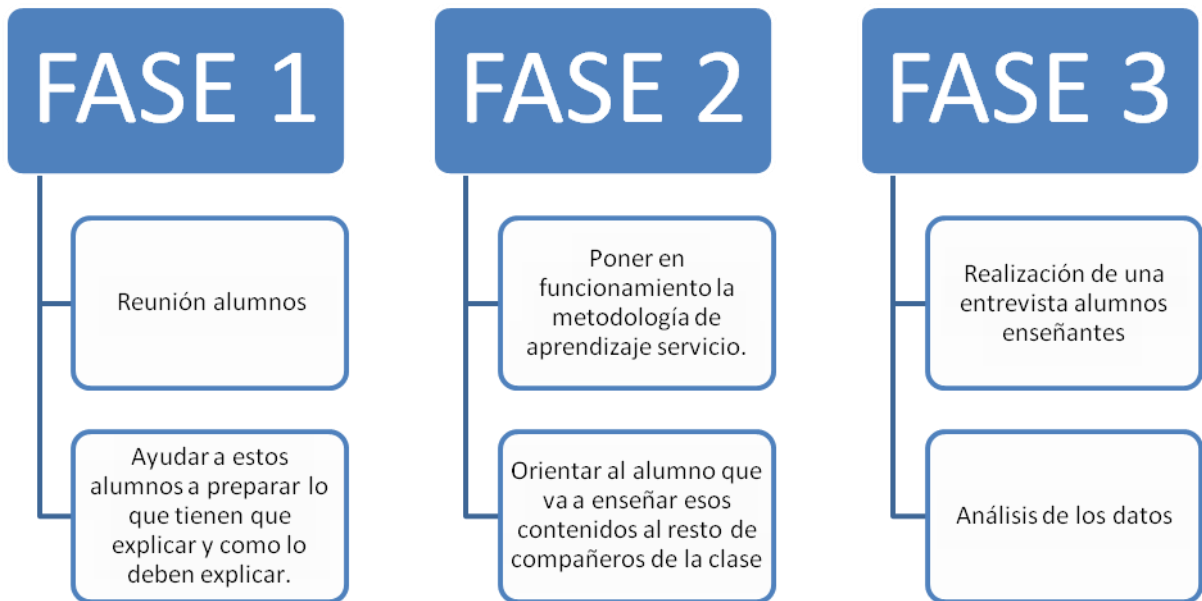 FASE 1
Reunión alumnos
Ayudar a estos
alumnos a preparar lo
que tienen que
explicar y como lo
deben explicar.
FASE 2
Poner en
funcionamiento la
metodología de
aprendizaje servicio.
Orientar al alumno que
va a enseñar esos
contenidos al resto de
compañeros de la clase
FASE 3
Realización de una
entrevista alumnos
enseñantes
Análisis de los datos